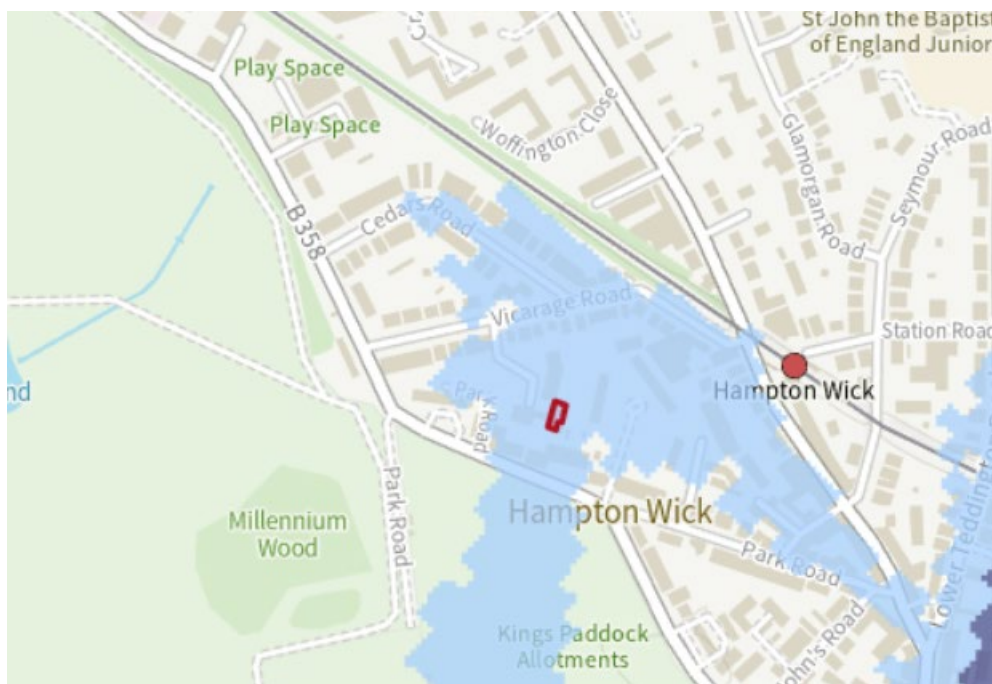 St John the Baptist
of England Junior
Play Space
Play Space
Woffington Close
Glamorgan Road
Seymour Road
Cedars Road
B358
Vicarage Road
Station Road
Hampton Wick
nd
Park
Road
Park Road
Hampton Wick
Millennium
Wood
Park Road
Lower Teddington
Kings Paddock
Allotments
ohn's Road